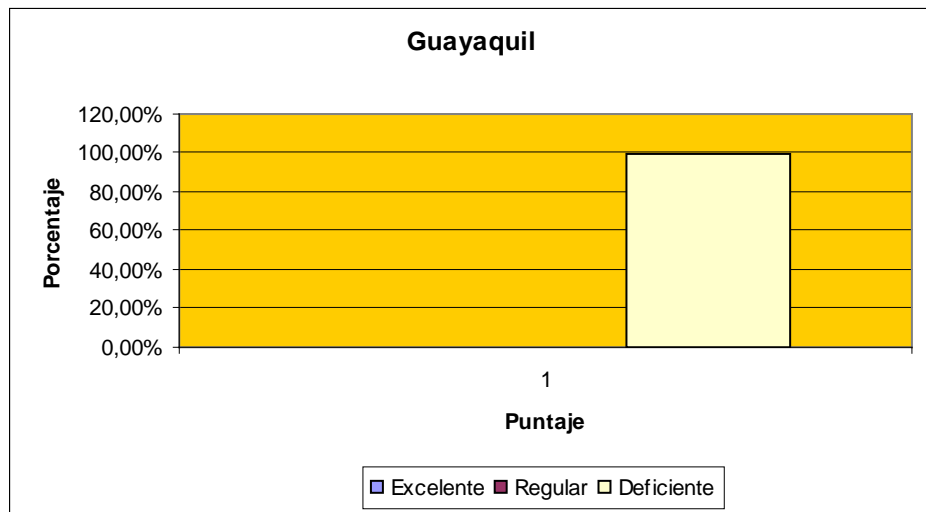 Guayaquil
120,00%
100,00%
80,00%
60,00%
40,00%
20,00%
0,00%
Porcentaje
1
Puntaje
Excelente Regular Deficiente